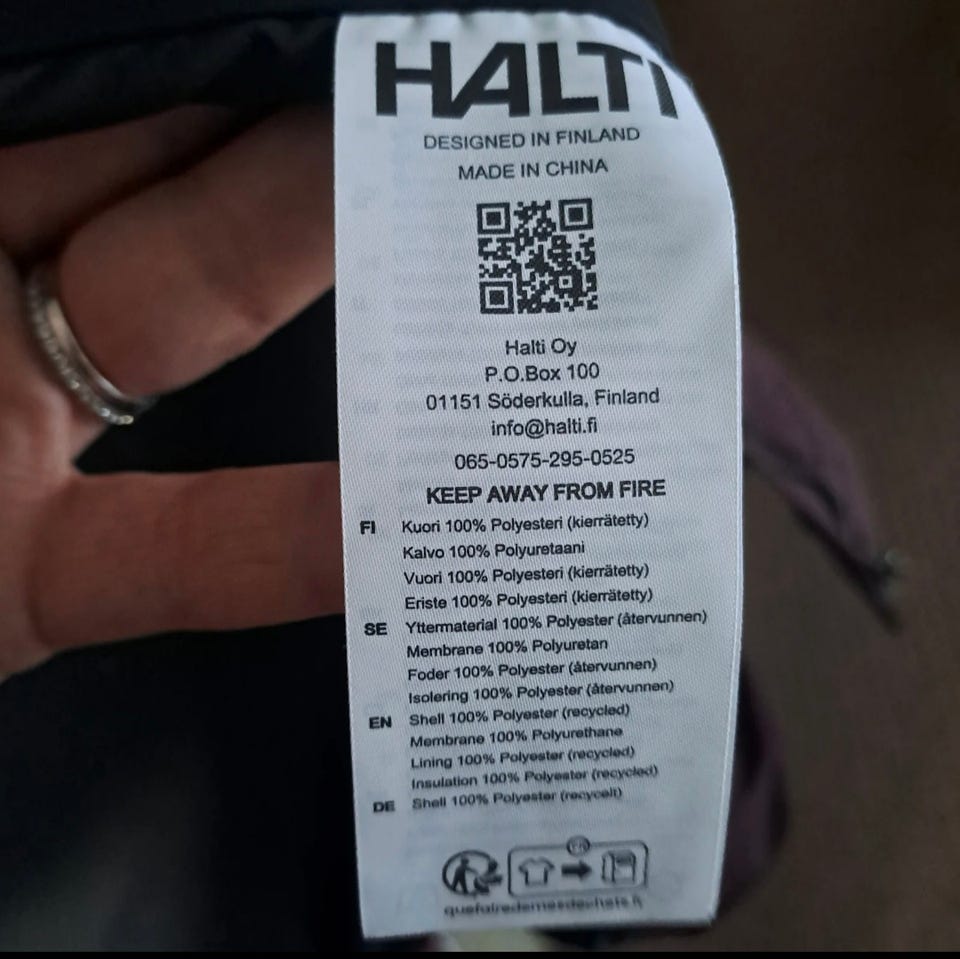 HALTI
DESIGNED IN FINLAND
MADE IN CHINA
Halti Oy
P.O.Box 100
01151 Söderkulla, Finland
info@halti.fi
065-0575-295-0525
KEEP AWAY FROM FIRE
FI Kuori 100% Polyesteri (kierrätetty)
Kalvo 100% Polyuretaani
Vuori 100% Polyesteri (kierrätetty)
Eriste 100% Polyesteri (kierrätetty)
SE Yttermaterial 100% Polyester (återvunnen)
Membrane 100% Polyuretan
Foder 100% Polyester (återvunnen)
Isolering 100% Polyester (återvunnen)
EN Shell 100% Polyester (recycled)
Membrane 100% Polyurethane
Lining 100% Polyester (recycled)
Insulation 100% Polyester (recycled)
DE Shell 100% Polyester (recycelt)
FR
quefairedemesdechets.fr